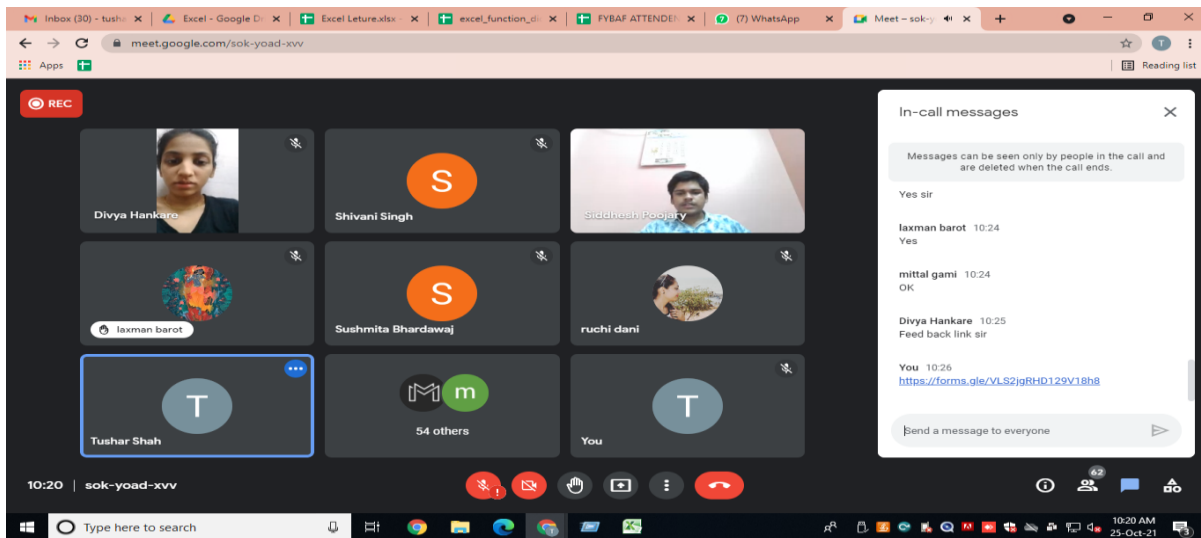 Inbox (30) - tusha
Excel - Google Dr
Excel Leture.xlsx -
excel_function_di
FYBAF ATTENDEN
(7) WhatsApp
Meet – sok-y
meet.google.com/sok-yoad-xvv
T
Apps
Reading list
REC
In-call messages
Messages can be seen only by people in the call and
are deleted when the call ends.
Yes sir
laxman barot 10:24
Yes
mittal gami 10:24
OK
Divya Hankare 10:25
Feed back link sir
You 10:26
https://forms.gle/VLS2jgRHD129V18h8
Send a message to everyone
Divya Hankare
S
Shivani Singh
Siddhesh Poojary
laxman barot
S
Sushmita Bhardawaj
ruchi dani
T
Tushar Shah
m
54 others
T
You
10:20 | sok-yoad-xvv
62
Type here to search
10:20 AM
25-Oct-21